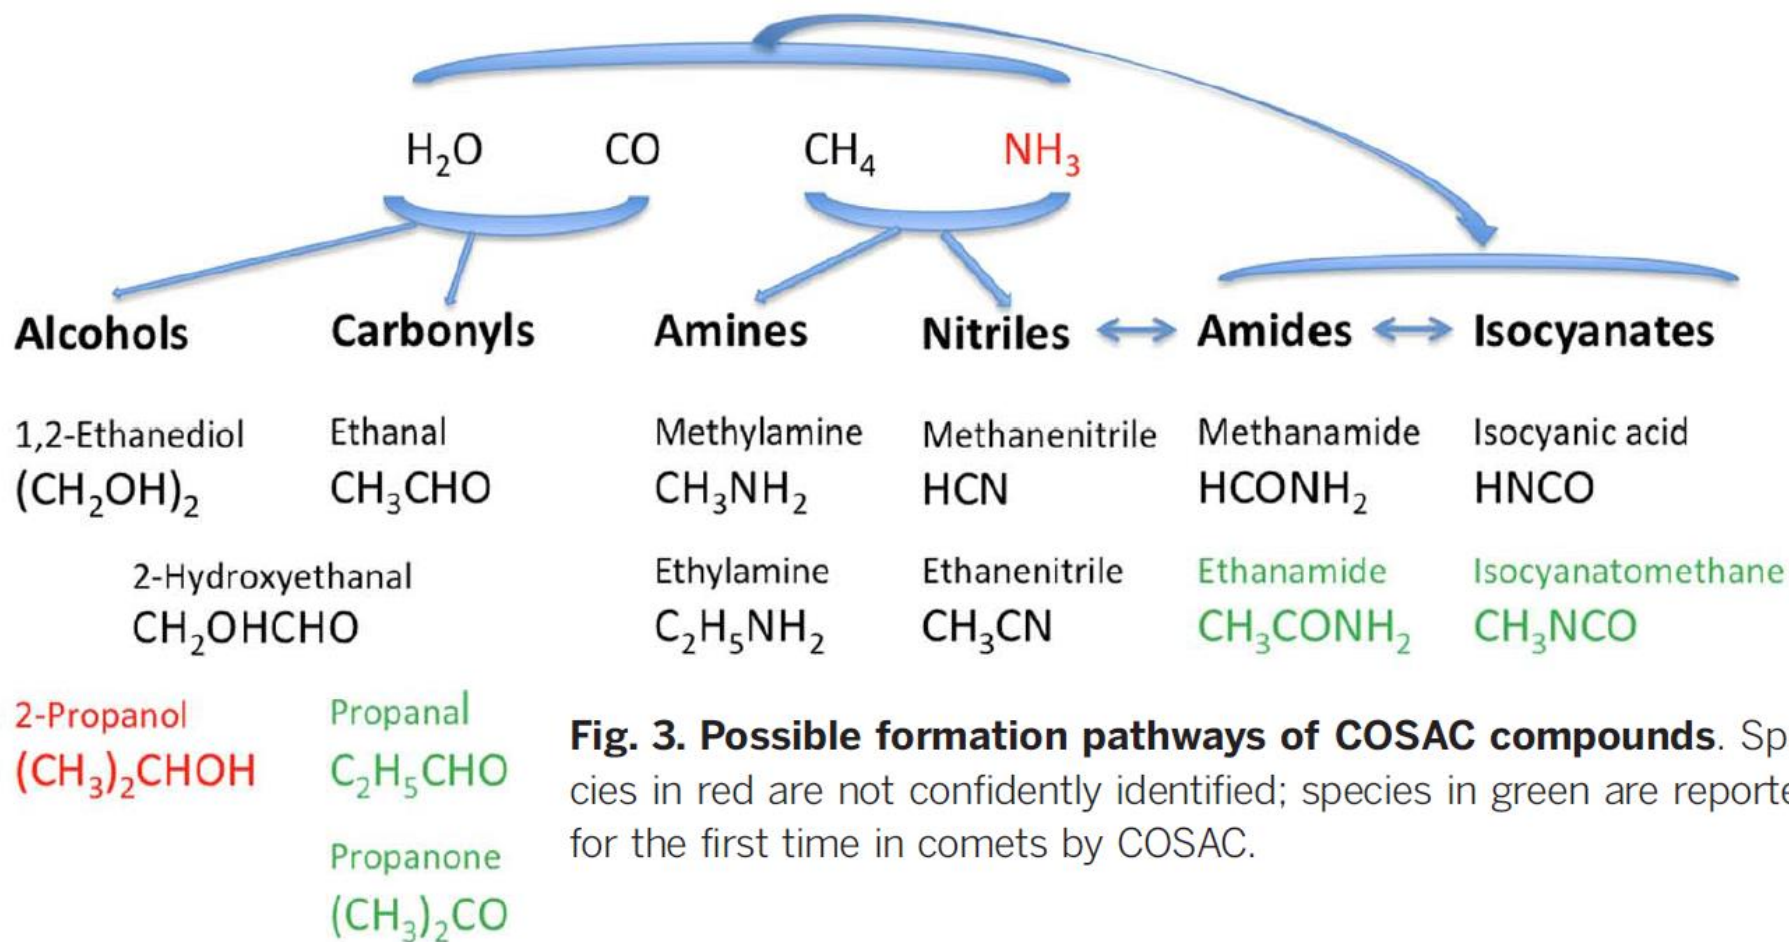 H₂O CO CH₄ NH₃
Alcohols Carbonyls Amines Nitriles Amides Isocyanates
1,2-Ethanediol Ethanal Methylamine Methanenitrile Methanamide Isocyanic acid
(CH₂OH)₂ CH₃CHO CH₃NH₂ HCN HCONH₂ HNCO
2-Hydroxyethanal Ethylamine Ethanenitrile Ethanamide Isocyanatomethane
CH₂OHCHO C₂H₅NH₂ CH₃CN CH₃CONH₂ CH₃NCO
2-Propanol Propanal
(CH₃)₂CHOH C₂H₅CHO
Propanone
(CH₃)₂CO
Fig. 3. Possible formation pathways of COSAC compounds. Sp
cies in red are not confidently identified; species in green are reporte
for the first time in comets by COSAC.